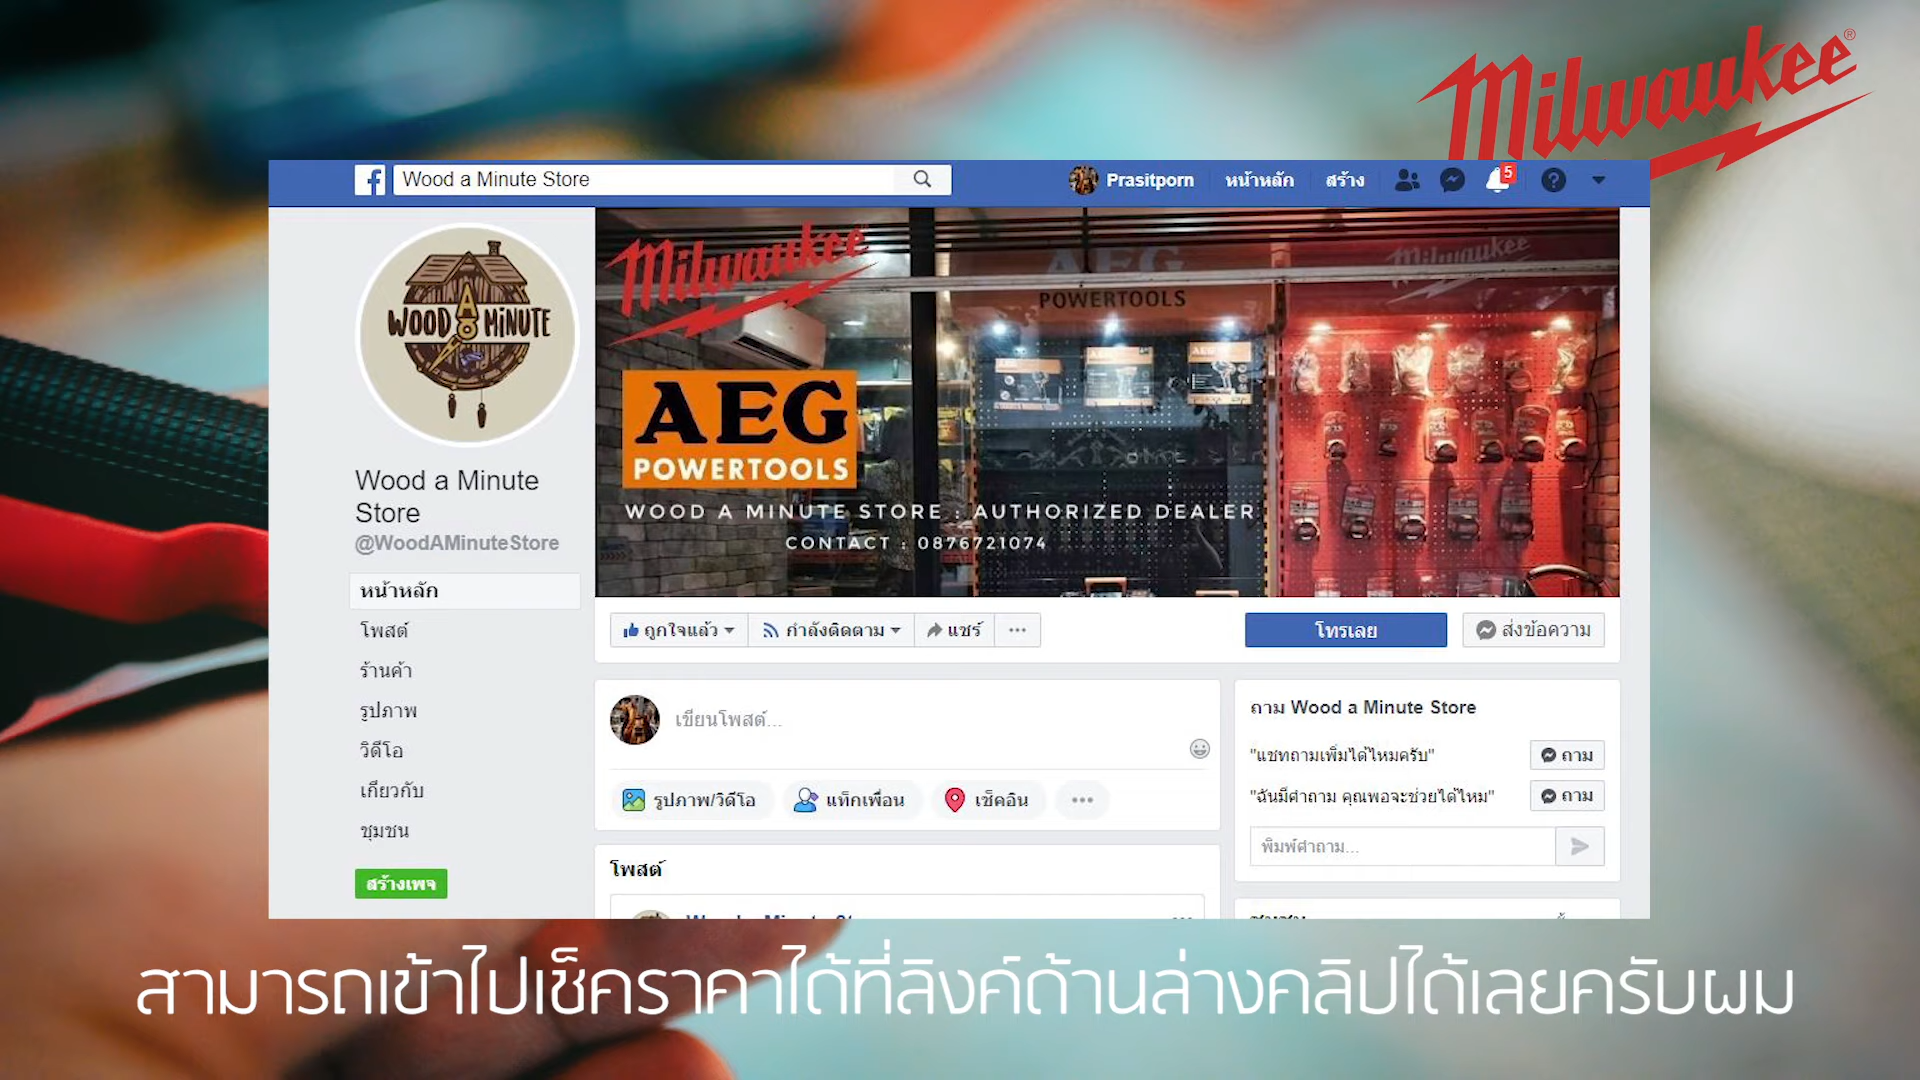 Milwaukee®
Wood a Minute Store
Prasitporn
หน้าหลัก
สร้าง
5
WOOD A MINUTE
Wood a Minute
Store
@WoodAMinuteStore
หน้าหลัก
โพสต์
ร้านค้า
รูปภาพ
วิดีโอ
เกี่ยวกับ
ชุมชน
สร้างเพจ
Milwaukee
AEG
POWERTOOLS
Milwaukee
AEG
POWERTOOLS
WOOD A MINUTE STORE : AUTHORIZED DEALER
CONTACT : 0876721074
ถูกใจแล้ว
กำลังติดตาม
แชร์
โทรเลย
ส่งข้อความ
เขียนโพสต์...
รูปภาพ/วิดีโอ
แท็กเพื่อน
เช็คอิน
โพสต์
ถาม Wood a Minute Store
"แชทถามเพิ่มได้ไหมครับ"
ถาม
"ฉันมีคำถาม คุณพอจะช่วยได้ไหม"
ถาม
พิมพ์คำถาม...
สามารถเข้าไปเช็คราคาได้ที่ลิงค์ด้านล่างคลิปได้เลยครับผม